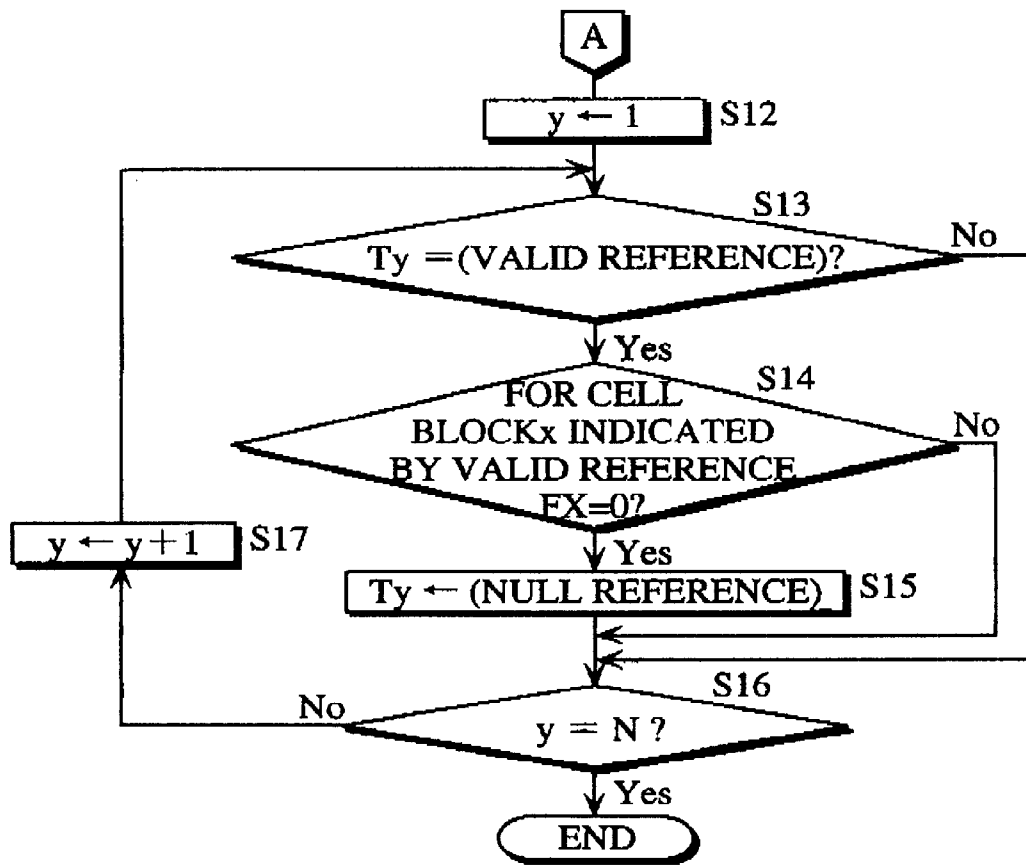 A
y ← 1 S12
S13
Ty =(VALID REFERENCE)? No
Yes
S14
FOR CELL
BLOCKx INDICATED No
BY VALID REFERENCE
FX=0?
y ← y+1 S17
Yes
Ty ← (NULL REFERENCE) S15
S16
No
y = N ?
Yes
END